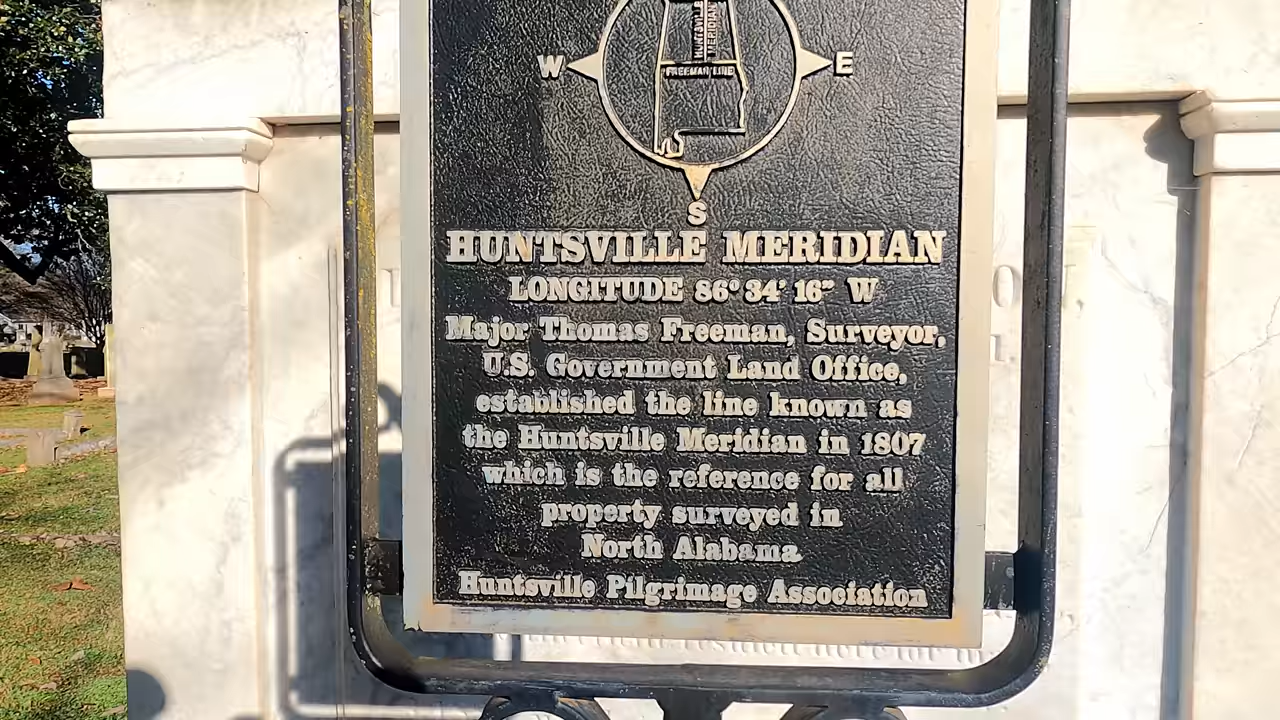 HUNTSVILLE
MERIDIAN
FREEMAN LINE
W
E
S
HUNTSVILLE MERIDIAN
LONGITUDE 86° 34' 16" W
Major Thomas Freeman, Surveyor,
U.S. Government Land Office,
established the line known as
the Huntsville Meridian in 1807
which is the reference for all
property surveyed in
North Alabama
Huntsville Pilgrimage Association